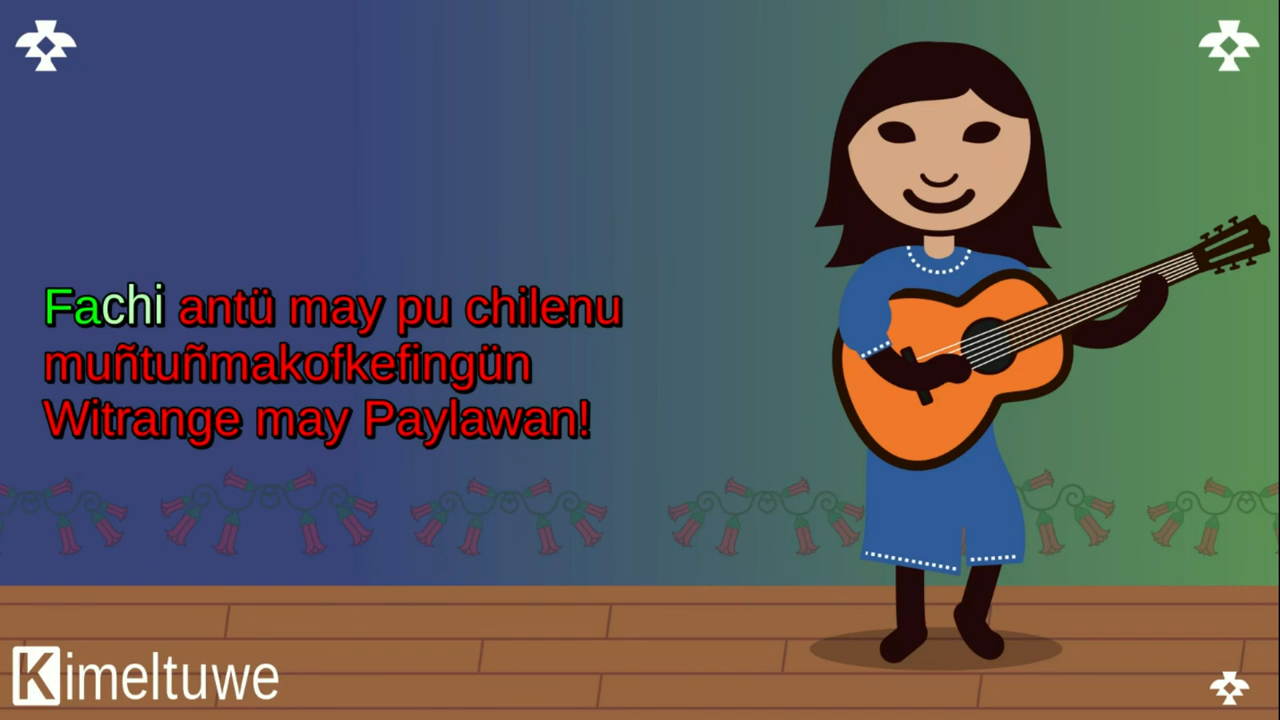 Fachi antü may pu chilenu
muñtuñmakofkefingün
Witrange may Paylawan!
Kimeltuwe